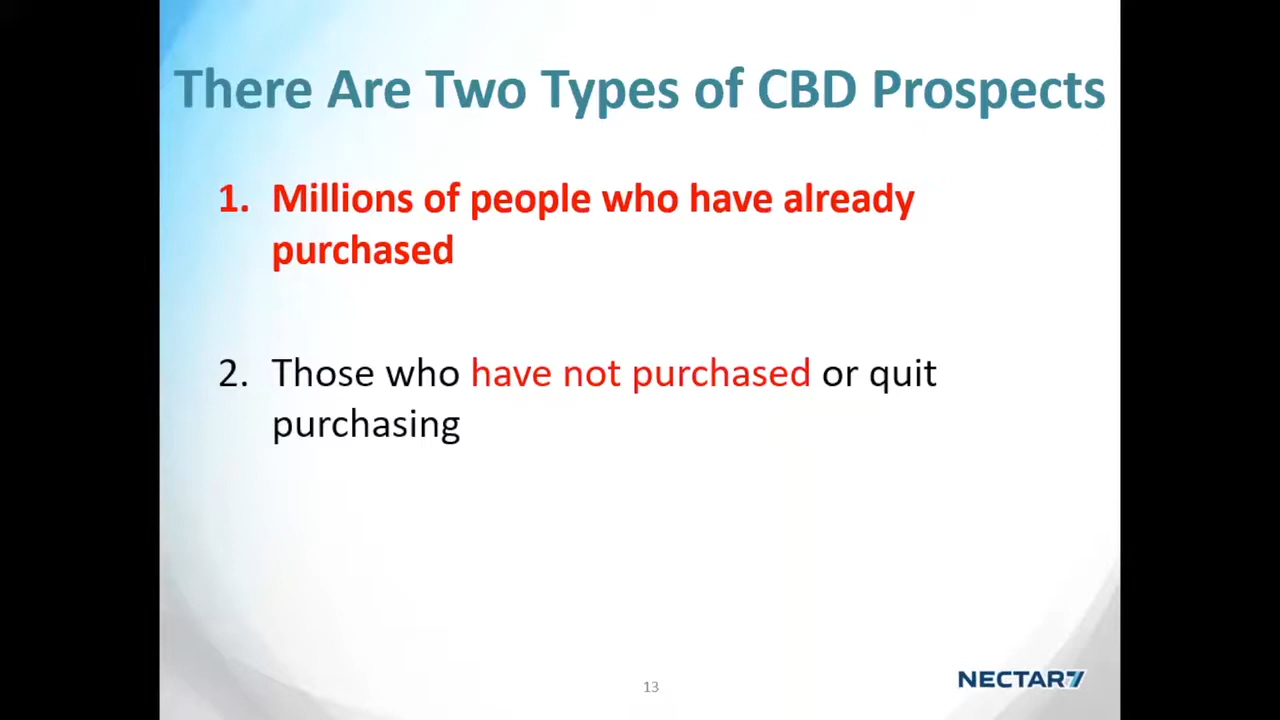 There Are Two Types of CBD Prospects
1. Millions of people who have already
purchased
2. Those who have not purchased or quit
purchasing
13
NECTAR7